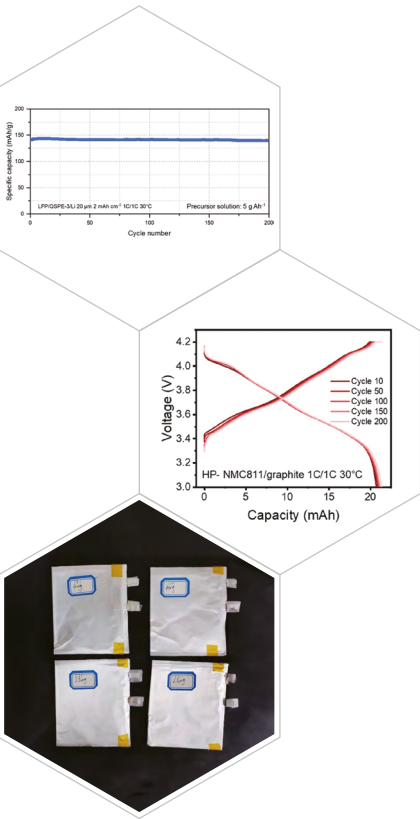 200
150
100
50
0
Specific capacity (mAh/g)
LFP/QSPE-3/Li 20 μm 2 mAh cm⁻² 1C/1C 30°C
Precursor solution: 5 g Ah⁻¹
0 50 100 150 200
Cycle number
4.2
4.0
3.8
3.6
3.4
3.2
3.0
Voltage (V)
Cycle 10
Cycle 50
Cycle 100
Cycle 150
Cycle 200
HP- NMC811/graphite 1C/1C 30°C
0 5 10 15 20
Capacity (mAh)